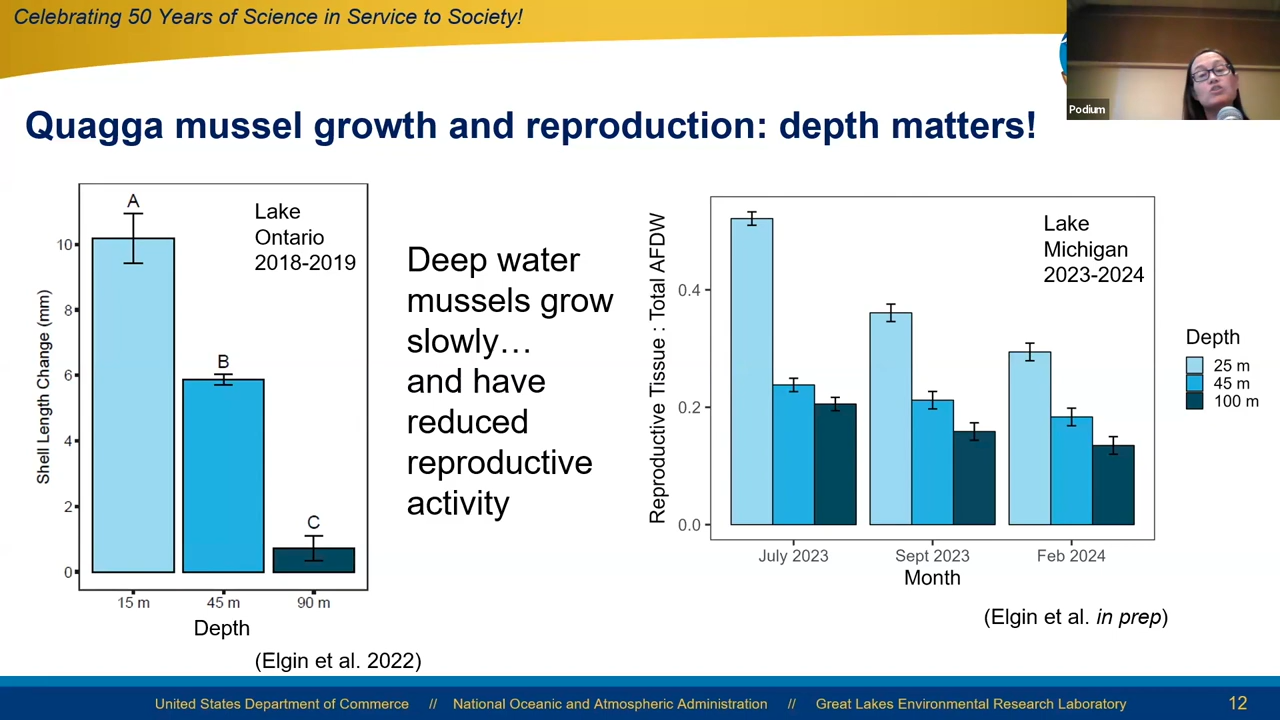 Celebrating 50 Years of Science in Service to Society!
Podium
Quagga mussel growth and reproduction: depth matters!
Shell Length Change (mm)
10
8
6
4
2
0
A
B
C
Lake
Ontario
2018-2019
15 m
45 m
90 m
Depth
(Elgin et al. 2022)
Deep water
mussels grow
slowly…
and have
reduced
reproductive
activity
Reproductive Tissue : Total AFDW
0.4
0.2
0.0
Lake
Michigan
2023-2024
July 2023
Sept 2023
Feb 2024
Month
Depth
25 m
45 m
100 m
(Elgin et al. in prep)
United States Department of Commerce // National Oceanic and Atmospheric Administration // Great Lakes Environmental Research Laboratory
12